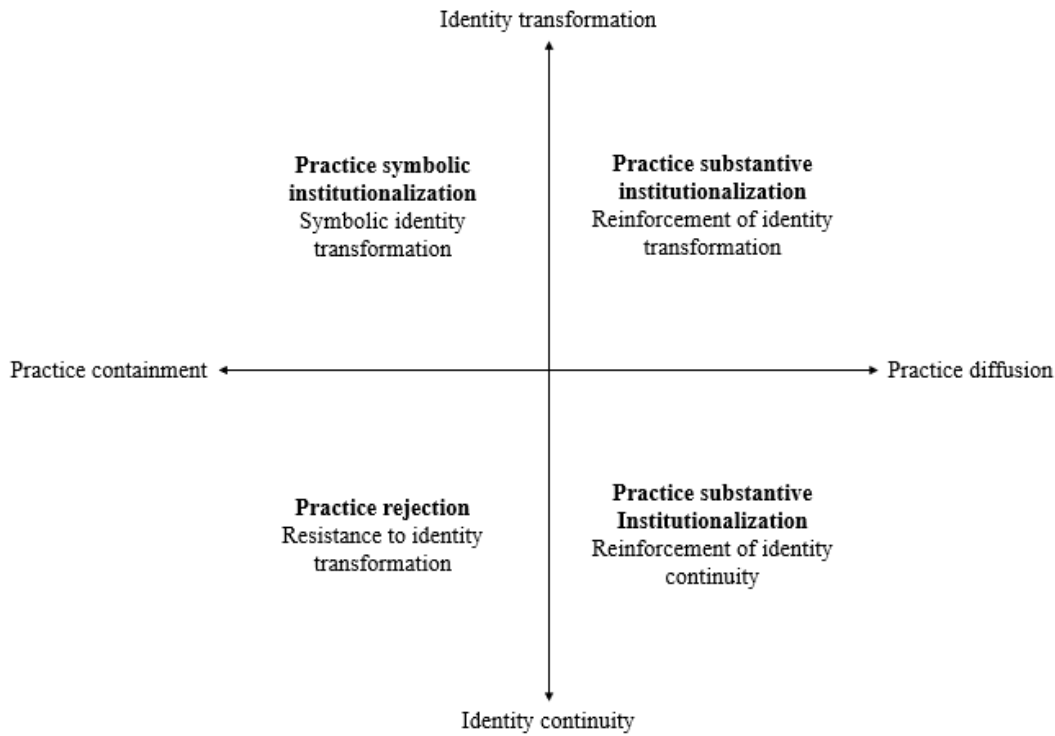 Identity transformation
Practice symbolic
institutionalization
Symbolic identity
transformation
Practice substantive
institutionalization
Reinforcement of identity
transformation
Practice containment
Practice diffusion
Practice rejection
Resistance to identity
transformation
Practice substantive
Institutionalization
Reinforcement of identity
continuity
Identity continuity